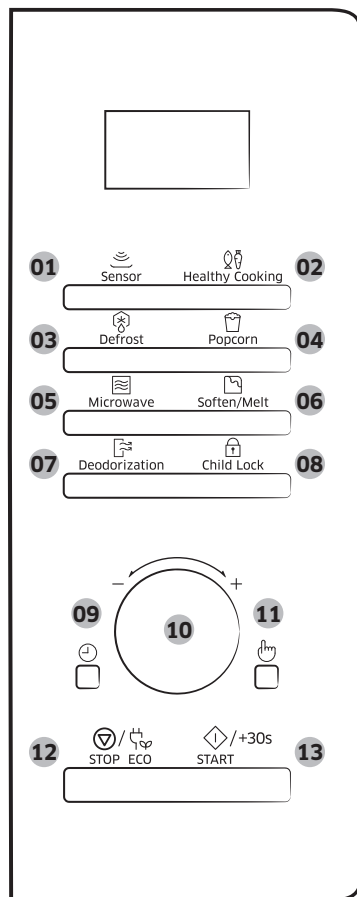 01 Sensor Healthy Cooking 02
03 Defrost Popcorn 04
05 Microwave Soften/Melt 06
07 Deodorization Child Lock 08
− +
09 10 11
12 / /+30s 13
STOP ECO START